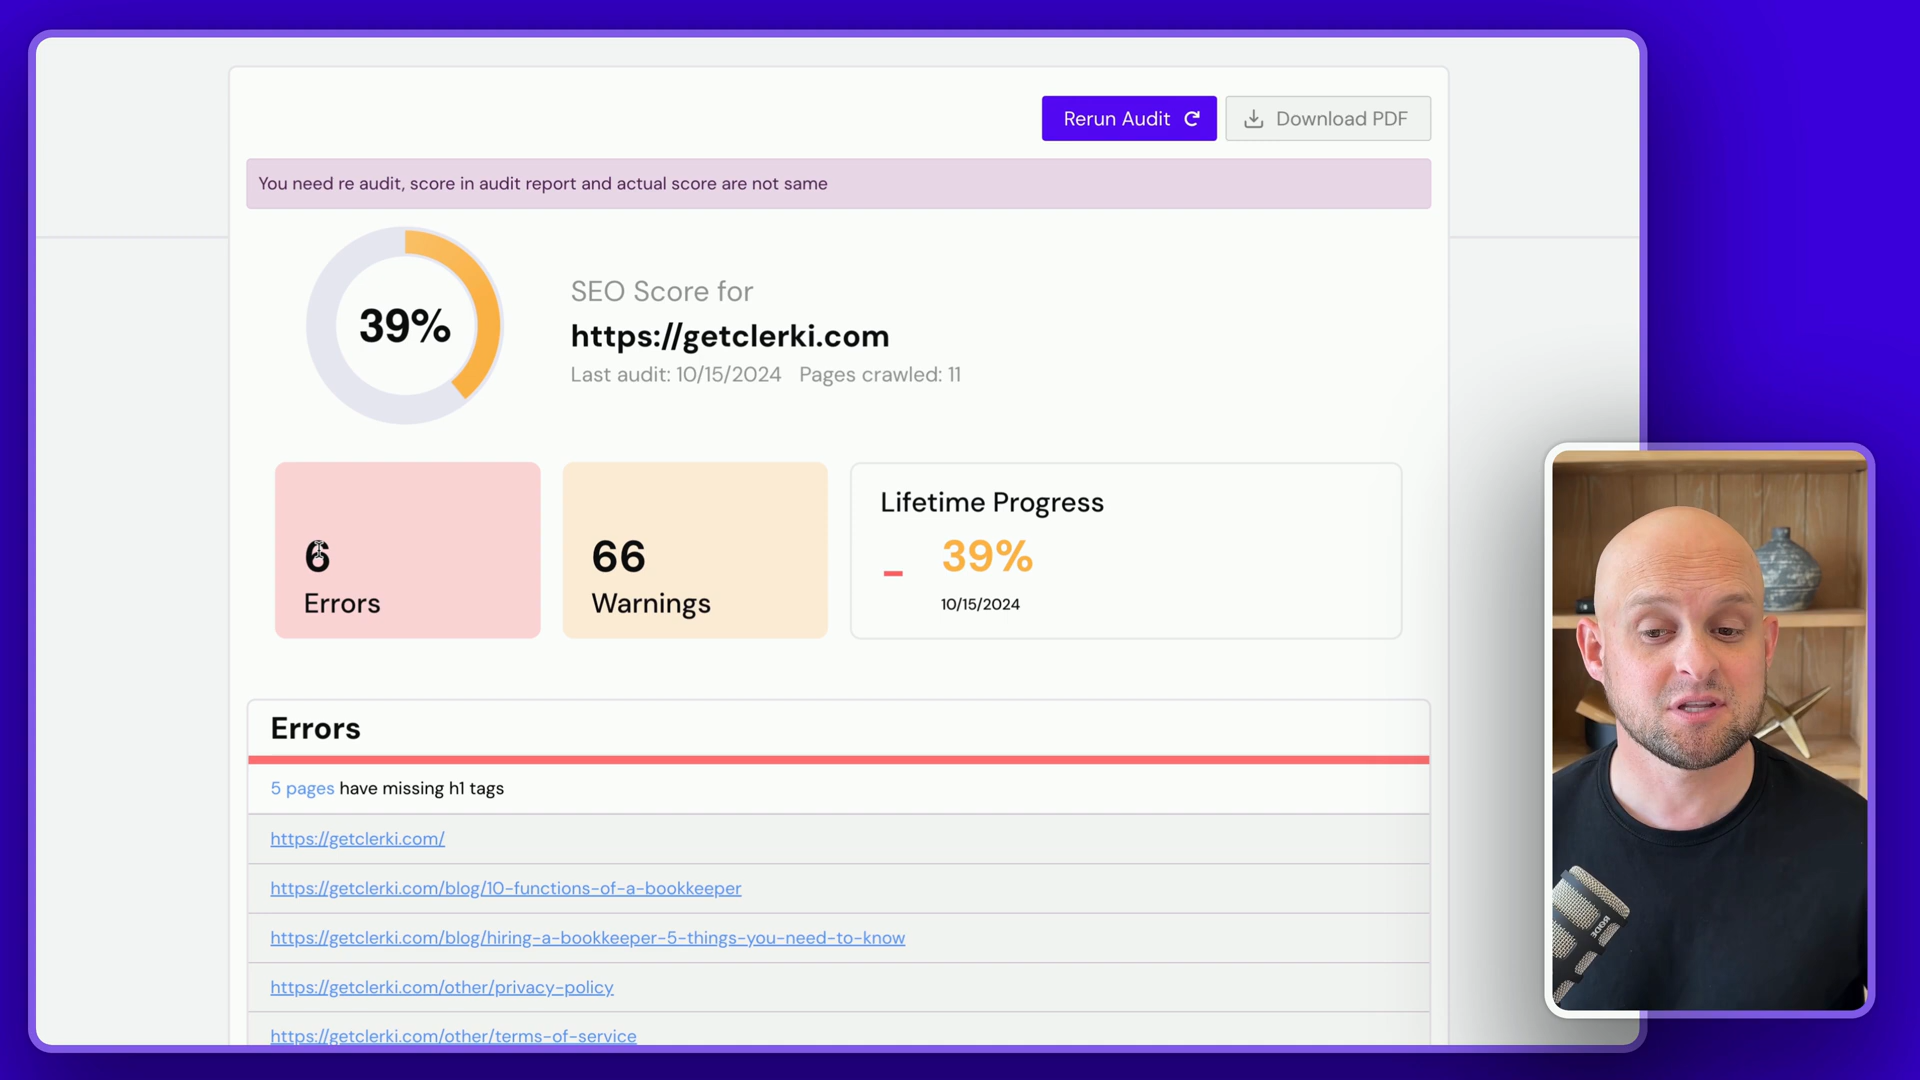 Rerun Audit
Download PDF
You need re audit, score in audit report and actual score are not same
39%
SEO Score for
https://getclerki.com
Last audit: 10/15/2024 Pages crawled: 11
6
Errors
66
Warnings
Lifetime Progress
39%
10/15/2024
Errors
5 pages have missing h1 tags
https://getclerki.com/
https://getclerki.com/blog/10-functions-of-a-bookkeeper
https://getclerki.com/blog/hiring-a-bookkeeper-5-things-you-need-to-know
https://getclerki.com/other/privacy-policy
https://getclerki.com/other/terms-of-service
RODE